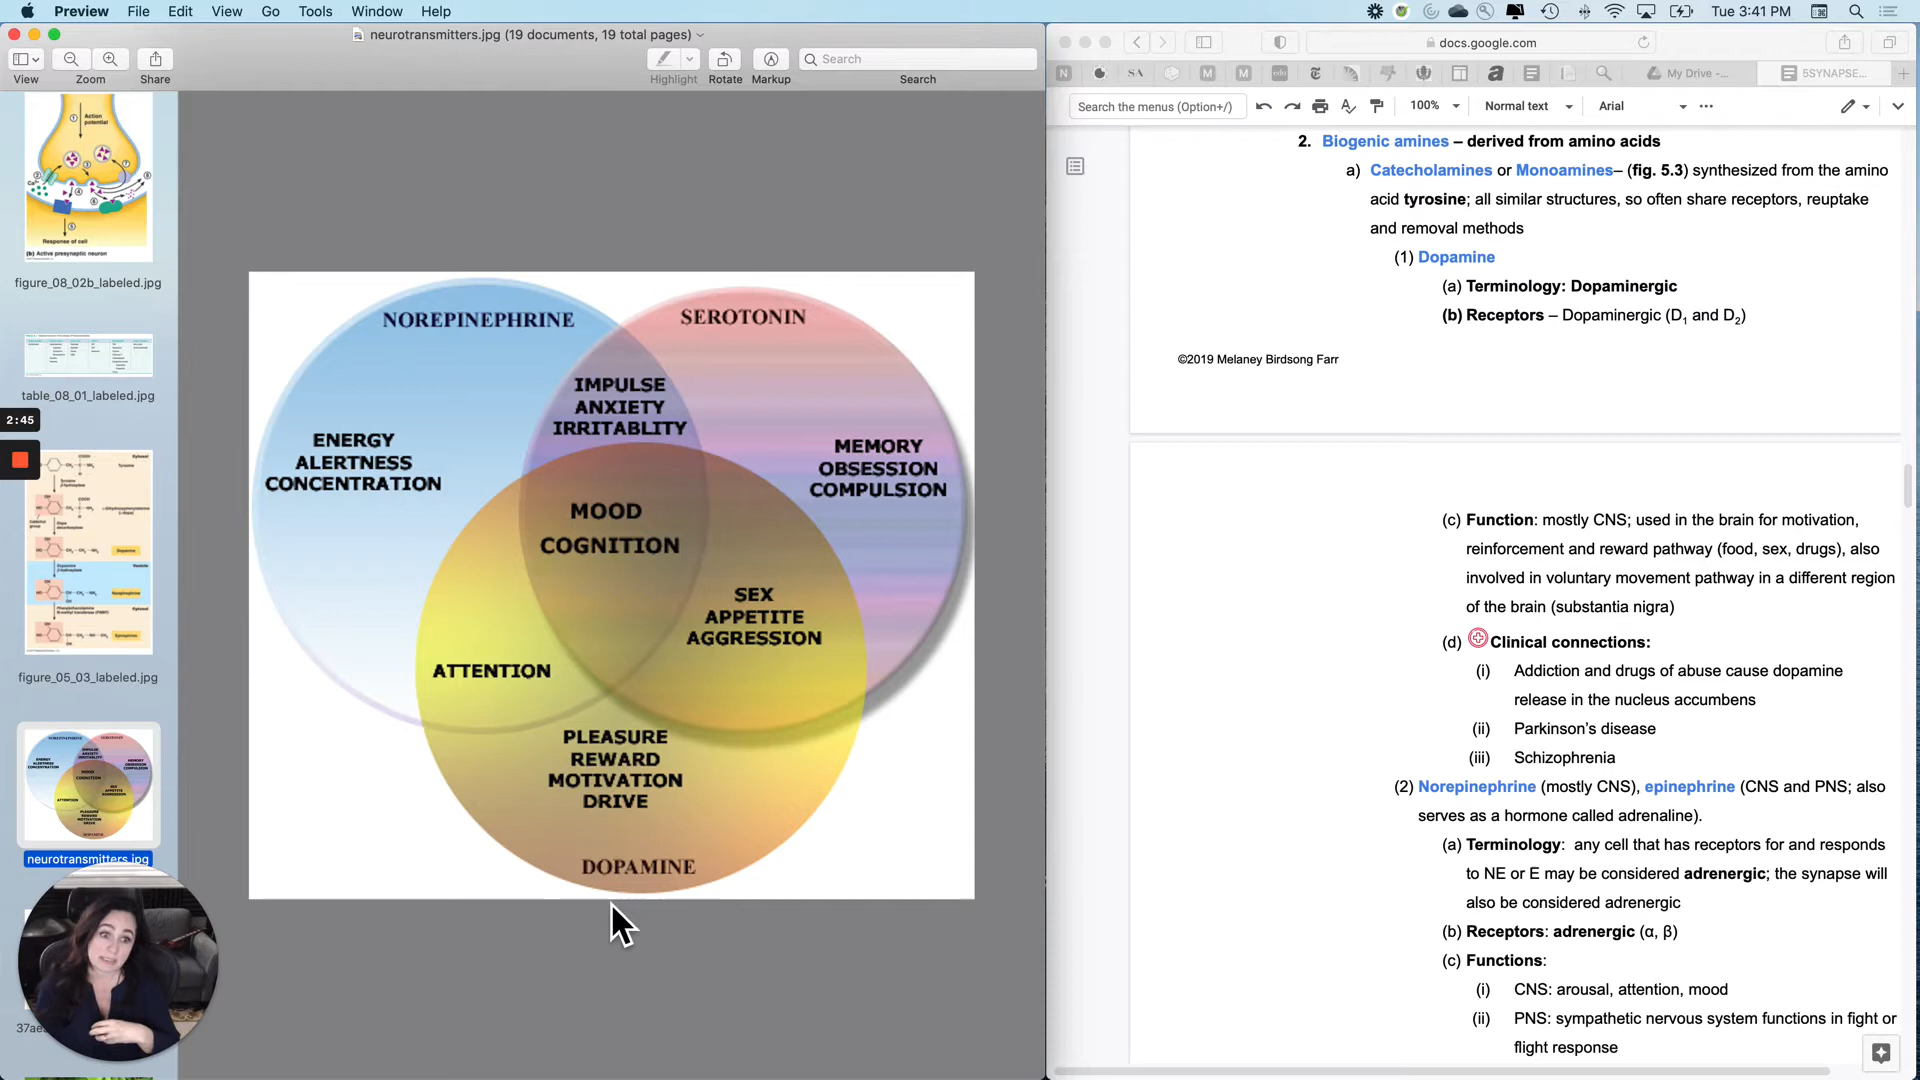 Preview File Edit View Go Tools Window Help
Tue 3:41 PM
neurotransmitters.jpg (19 documents, 19 total pages)
View
Zoom
Share
Highlight
Rotate
Markup
Search
Search
Action potential
Response of cell
(b) Active presynaptic neuron
figure_08_02b_labeled.jpg
table_08_01_labeled.jpg
2:45
figure_05_03_labeled.jpg
neurotransmitters.jpg
NOREPINEPHRINE
SEROTONIN
IMPULSE
ANXIETY
IRRITABLITY
ENERGY
ALERTNESS
CONCENTRATION
MEMORY
OBSESSION
COMPULSION
MOOD
COGNITION
SEX
APPETITE
AGGRESSION
ATTENTION
PLEASURE
REWARD
MOTIVATION
DRIVE
DOPAMINE
docs.google.com
My Drive -...
5SYNAPSE...
Search the menus (Option+/)
100%
Normal text
Arial
2. Biogenic amines – derived from amino acids
a) Catecholamines or Monoamines– (fig. 5.3) synthesized from the amino
acid tyrosine; all similar structures, so often share receptors, reuptake
and removal methods
(1) Dopamine
(a) Terminology: Dopaminergic
(b) Receptors – Dopaminergic (D1 and D2)
©2019 Melaney Birdsong Farr
(c) Function: mostly CNS; used in the brain for motivation,
reinforcement and reward pathway (food, sex, drugs), also
involved in voluntary movement pathway in a different region
of the brain (substantia nigra)
(d) Clinical connections:
(i) Addiction and drugs of abuse cause dopamine
release in the nucleus accumbens
(ii) Parkinson's disease
(iii) Schizophrenia
(2) Norepinephrine (mostly CNS), epinephrine (CNS and PNS; also
serves as a hormone called adrenaline).
(a) Terminology: any cell that has receptors for and responds
to NE or E may be considered adrenergic; the synapse will
also be considered adrenergic
(b) Receptors: adrenergic (α, β)
(c) Functions:
(i) CNS: arousal, attention, mood
(ii) PNS: sympathetic nervous system functions in fight or
flight response